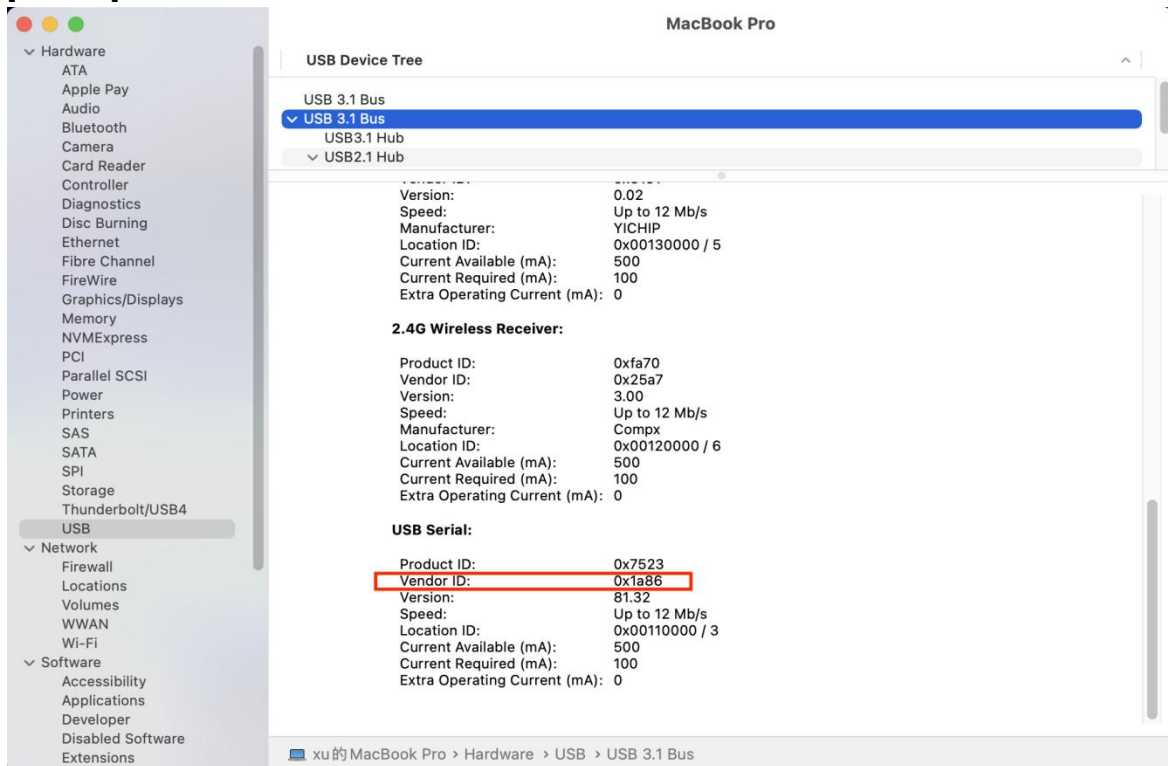 MacBook Pro
Hardware
ATA
Apple Pay
Audio
Bluetooth
Camera
Card Reader
Controller
Diagnostics
Disc Burning
Ethernet
Fibre Channel
FireWire
Graphics/Displays
Memory
NVMExpress
PCI
Parallel SCSI
Power
Printers
SAS
SATA
SPI
Storage
Thunderbolt/USB4
USB
Network
Firewall
Locations
Volumes
WWAN
Wi-Fi
Software
Accessibility
Applications
Developer
Disabled Software
Extensions
USB Device Tree
USB 3.1 Bus
USB 3.1 Bus
USB3.1 Hub
USB2.1 Hub
Version: 0.02
Speed: Up to 12 Mb/s
Manufacturer: YICHIP
Location ID: 0x00130000 / 5
Current Available (mA): 500
Current Required (mA): 100
Extra Operating Current (mA): 0
2.4G Wireless Receiver:
Product ID: 0xfa70
Vendor ID: 0x25a7
Version: 3.00
Speed: Up to 12 Mb/s
Manufacturer: Compx
Location ID: 0x00120000 / 6
Current Available (mA): 500
Current Required (mA): 100
Extra Operating Current (mA): 0
USB Serial:
Product ID: 0x7523
Vendor ID: 0x1a86
Version: 81.32
Speed: Up to 12 Mb/s
Location ID: 0x00110000 / 3
Current Available (mA): 500
Current Required (mA): 100
Extra Operating Current (mA): 0
xu的MacBook Pro › Hardware › USB › USB 3.1 Bus